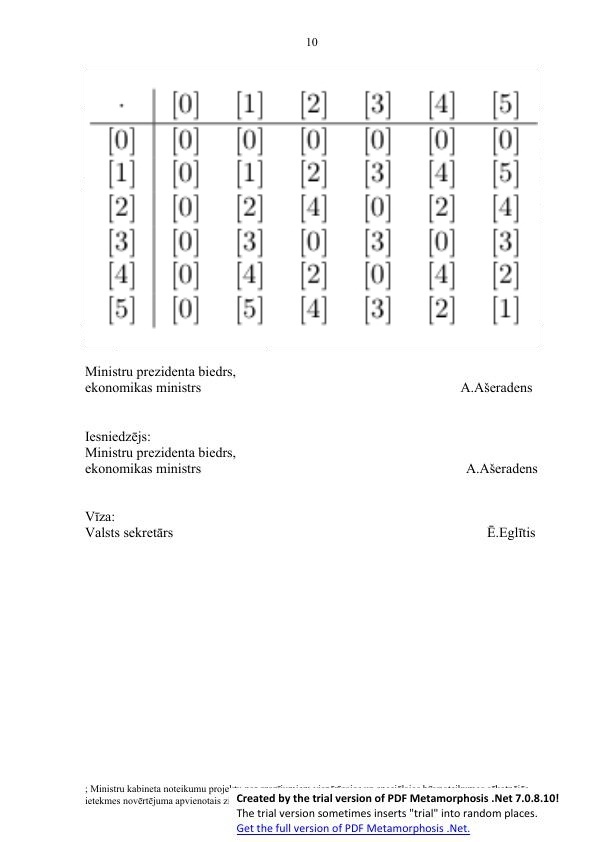 10
· [0] [1] [2] [3] [4] [5]
[0] [0] [0] [0] [0] [0] [0]
[1] [0] [1] [2] [3] [4] [5]
[2] [0] [2] [4] [0] [2] [4]
[3] [0] [3] [0] [3] [0] [3]
[4] [0] [4] [2] [0] [4] [2]
[5] [0] [5] [4] [3] [2] [1]
Ministru prezidenta biedrs,
ekonomikas ministrs A.Ašeradens
Iesniedzējs:
Ministru prezidenta biedrs,
ekonomikas ministrs A.Ašeradens
Vīza:
Valsts sekretārs Ē.Eglītis
; Ministru kabineta noteikumu
ietekmes novērtējuma apvienotais
Created by the trial version of PDF Metamorphosis .Net 7.0.8.10!
The trial version sometimes inserts "trial" into random places.
Get the full version of PDF Metamorphosis .Net.